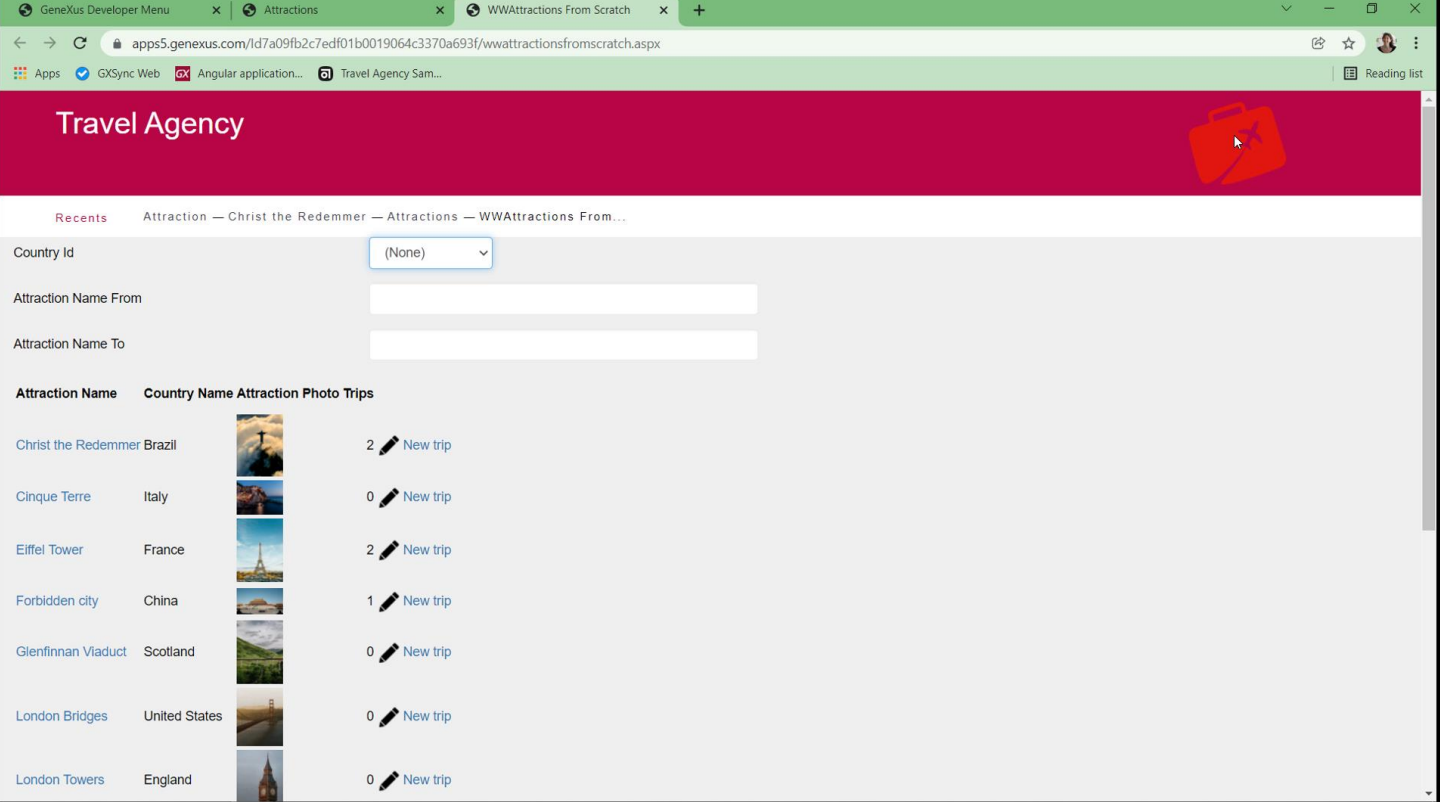 GeneXus Developer Menu
Attractions
WWAttractions From Scratch
apps5.genexus.com/Id7a09fb2c7edf01b0019064c3370a693f/wwattractionsfromscratch.aspx
Apps
GXSync Web
GX Angular application...
Travel Agency Sam...
Reading list
Travel Agency
Recents Attraction — Christ the Redemmer — Attractions — WWAttractions From...
Country Id (None)
Attraction Name From
Attraction Name To
Attraction Name Country Name Attraction Photo Trips
Christ the Redemmer Brazil 2 New trip
Cinque Terre Italy 0 New trip
Eiffel Tower France 2 New trip
Forbidden city China 1 New trip
Glenfinnan Viaduct Scotland 0 New trip
London Bridges United States 0 New trip
London Towers England 0 New trip